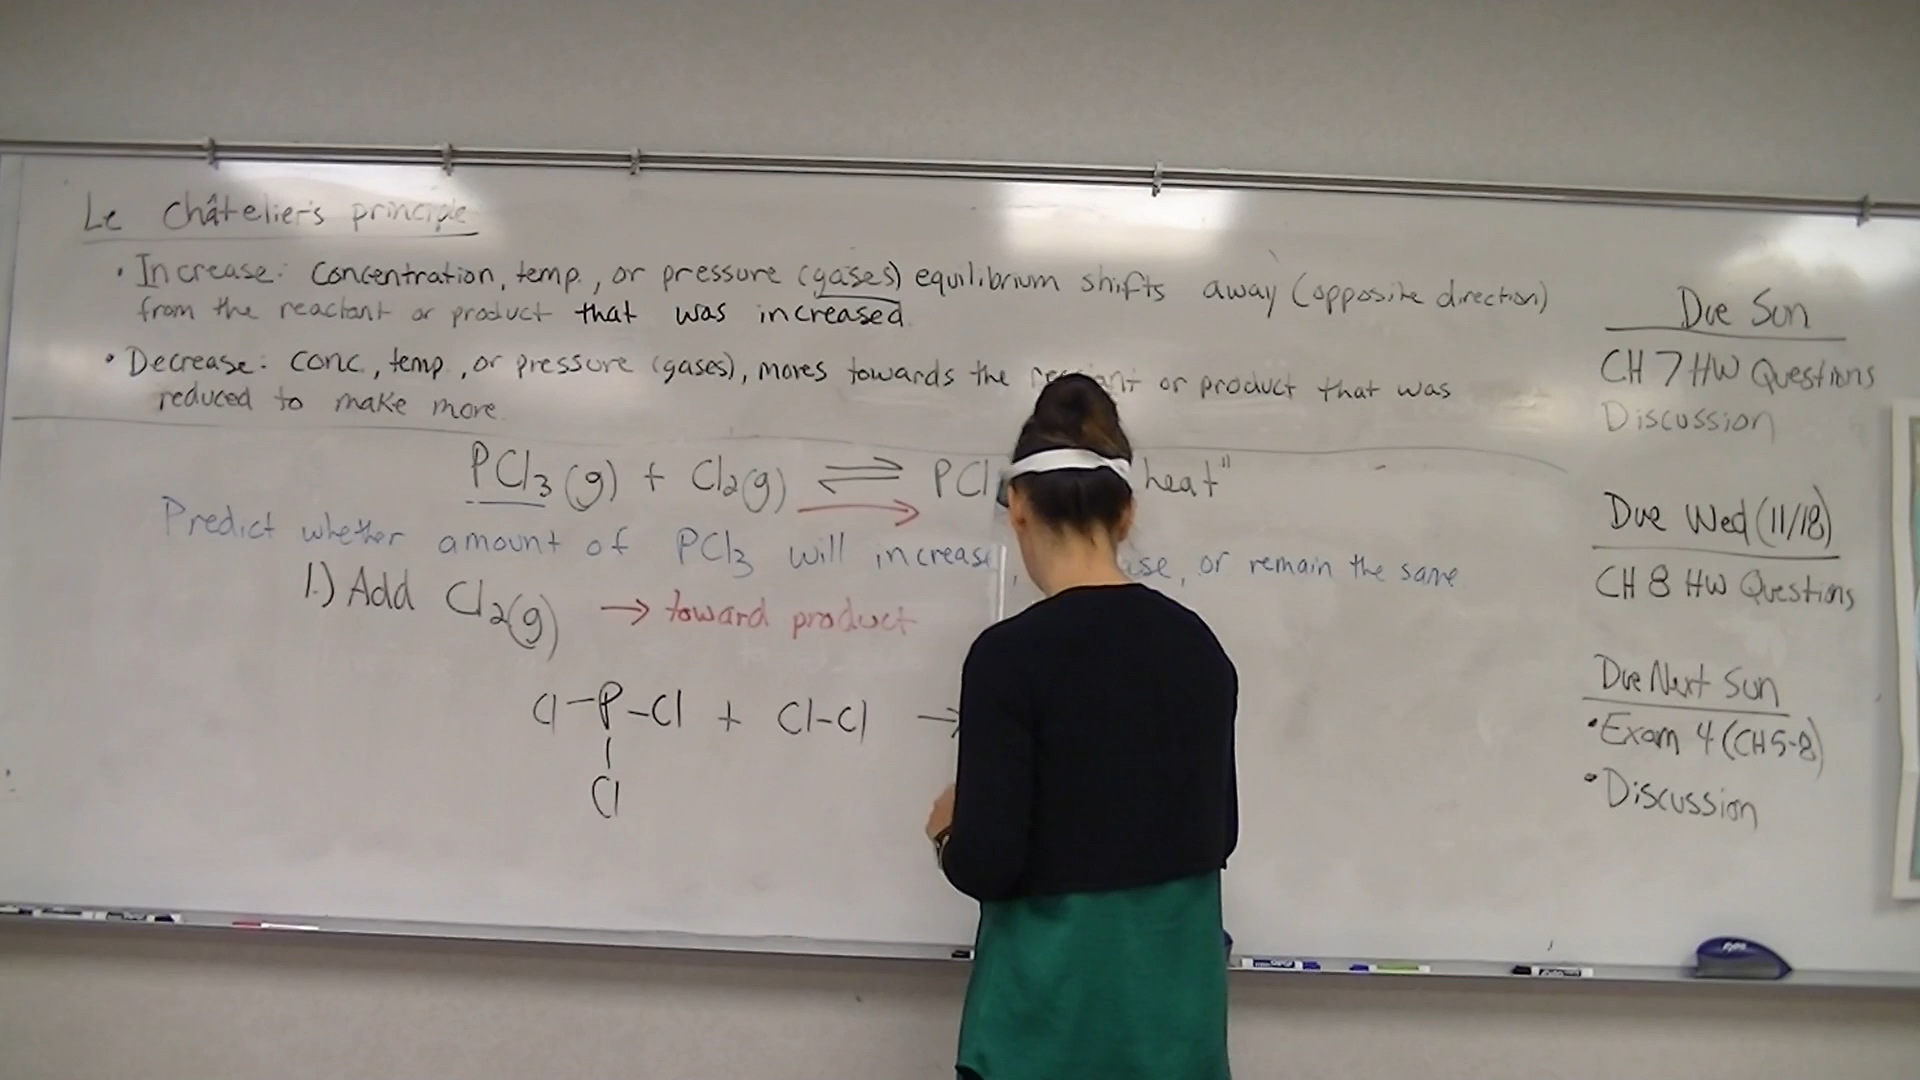 Le Châtelier's principle
• Increase: Concentration, temp., or pressure (gases) equilibrium shifts away (opposite direction)
from the reactant or product that was increased.
• Decrease: conc., temp., or pressure (gases), moves towards the or product that was
reduced to make more
PCl3(g) + Cl2(g) ⇌ PCl heat"
Predict whether amount of PCl3 will increase, or remain the same
1.) Add Cl2(g) → toward product
Cl-P-Cl + Cl-Cl →
Cl
Due Sun
CH 7 HW Questions
Discussion
Due Wed (11/18)
CH 8 HW Questions
Due Next Sun
• Exam 4 (CH 5-8)
• Discussion